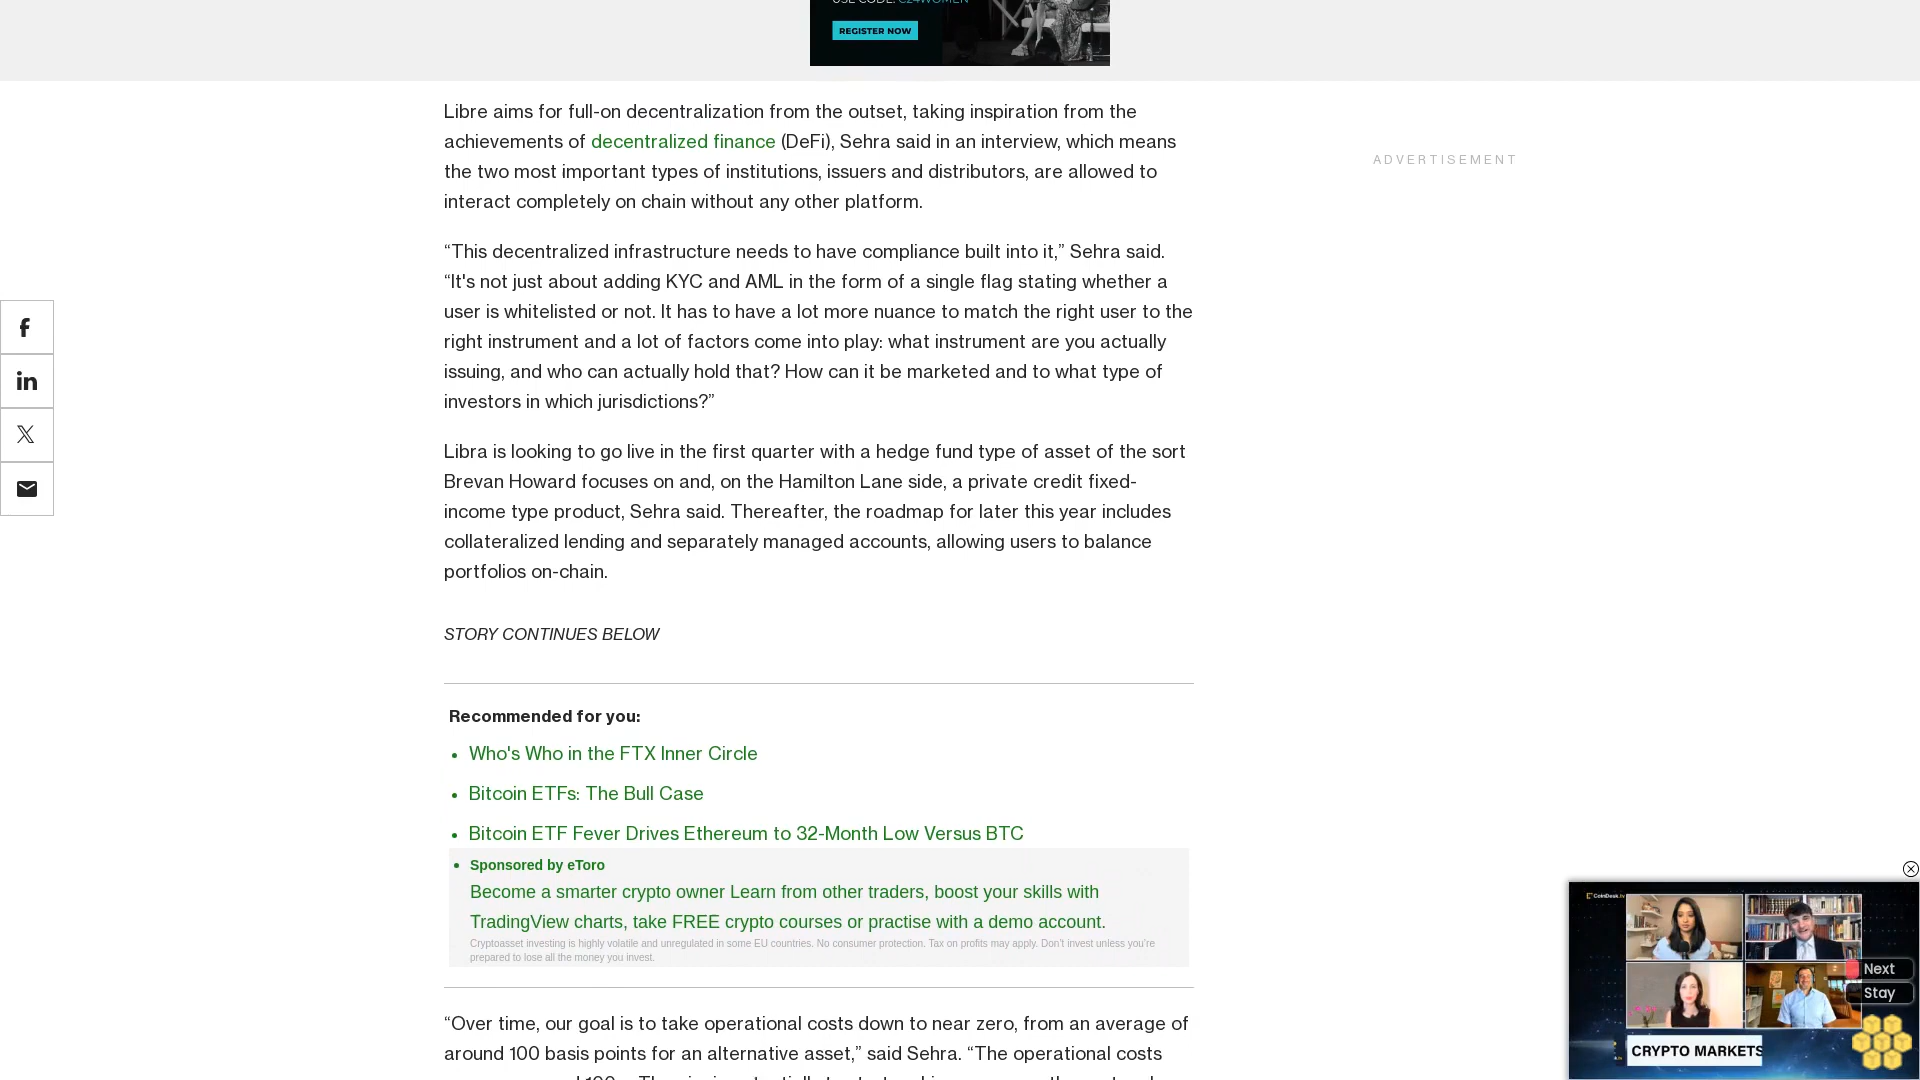 USE CODE: C24WOMEN
REGISTER NOW
Libre aims for full-on decentralization from the outset, taking inspiration from the
achievements of decentralized finance (DeFi), Sehra said in an interview, which means
the two most important types of institutions, issuers and distributors, are allowed to
interact completely on chain without any other platform.
ADVERTISEMENT
“This decentralized infrastructure needs to have compliance built into it,” Sehra said.
“It's not just about adding KYC and AML in the form of a single flag stating whether a
user is whitelisted or not. It has to have a lot more nuance to match the right user to the
right instrument and a lot of factors come into play: what instrument are you actually
issuing, and who can actually hold that? How can it be marketed and to what type of
investors in which jurisdictions?”
Libra is looking to go live in the first quarter with a hedge fund type of asset of the sort
Brevan Howard focuses on and, on the Hamilton Lane side, a private credit fixed-
income type product, Sehra said. Thereafter, the roadmap for later this year includes
collateralized lending and separately managed accounts, allowing users to balance
portfolios on-chain.
STORY CONTINUES BELOW
Recommended for you:
• Who's Who in the FTX Inner Circle
• Bitcoin ETFs: The Bull Case
• Bitcoin ETF Fever Drives Ethereum to 32-Month Low Versus BTC
• Sponsored by eToro
Become a smarter crypto owner Learn from other traders, boost your skills with
TradingView charts, take FREE crypto courses or practise with a demo account.
Cryptoasset investing is highly volatile and unregulated in some EU countries. No consumer protection. Tax on profits may apply. Don’t invest unless you’re
prepared to lose all the money you invest.
“Over time, our goal is to take operational costs down to near zero, from an average of
around 100 basis points for an alternative asset,” said Sehra. “The operational costs
CoinDesk.tv
Next
Stay
CRYPTO MARKETS